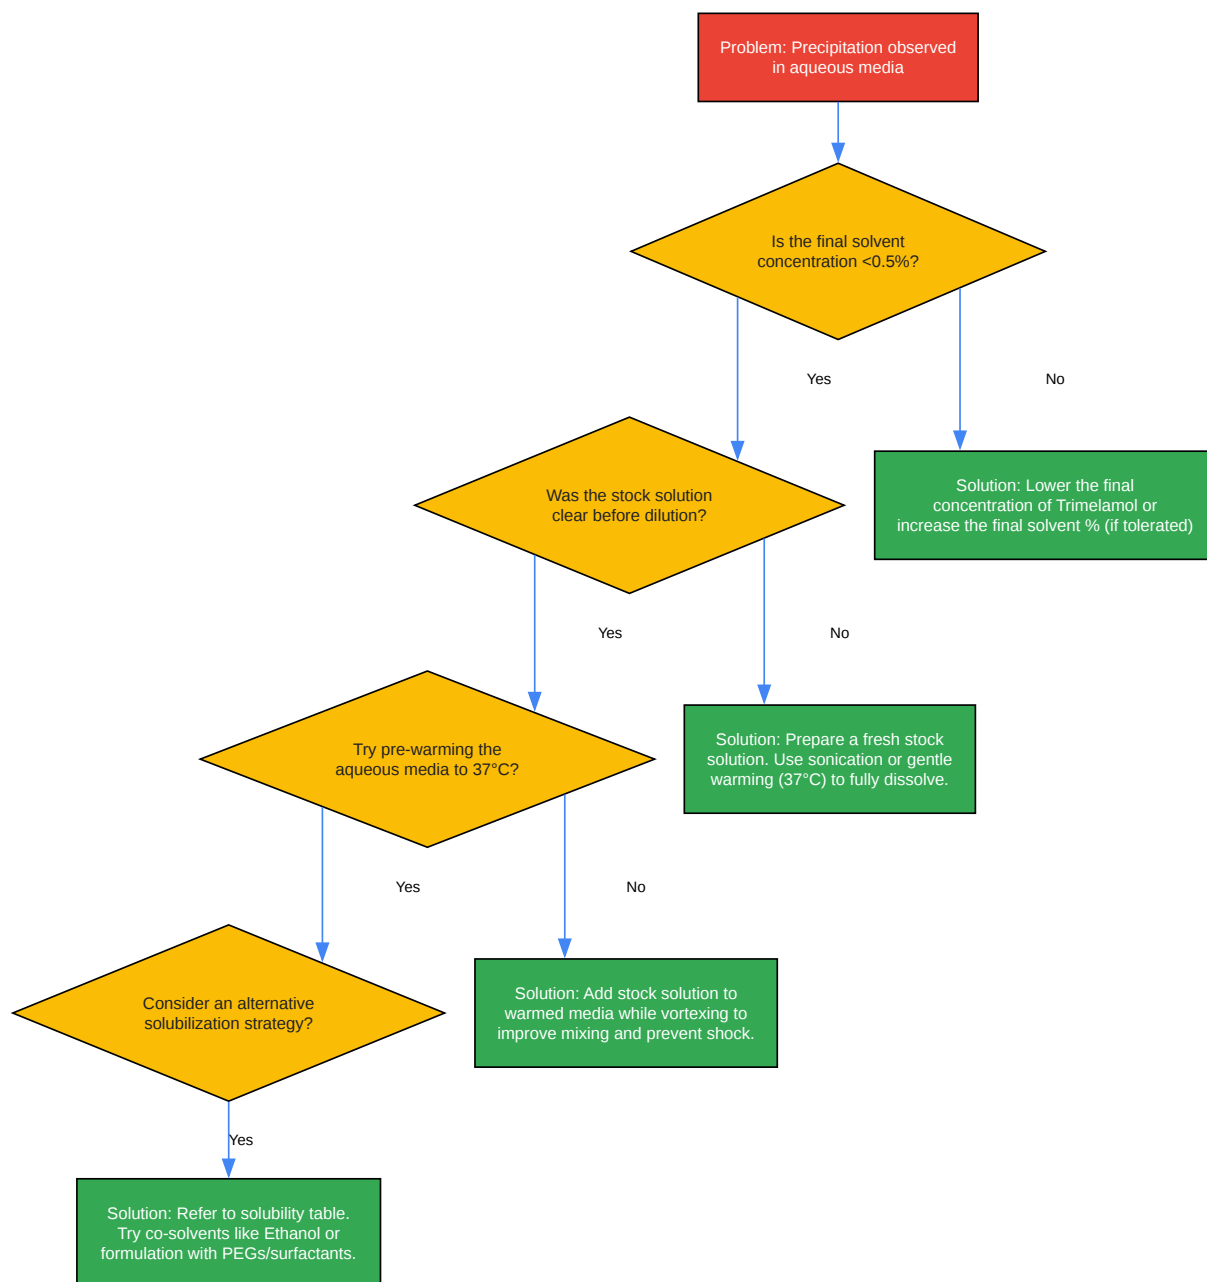 Problem: Precipitation observed
in aqueous media
Is the final solvent
concentration <0.5%?
Yes
No
Was the stock solution
clear before dilution?
Solution: Lower the final
concentration of Trimelamol or
increase the final solvent % (if tolerated)
Yes
No
Try pre-warming the
aqueous media to 37°C?
Solution: Prepare a fresh stock
solution. Use sonication or gentle
warming (37°C) to fully dissolve.
Yes
No
Consider an alternative
solubilization strategy?
Solution: Add stock solution to
warmed media while vortexing to
improve mixing and prevent shock.
Yes
Solution: Refer to solubility table.
Try co-solvents like Ethanol or
formulation with PEGs/surfactants.